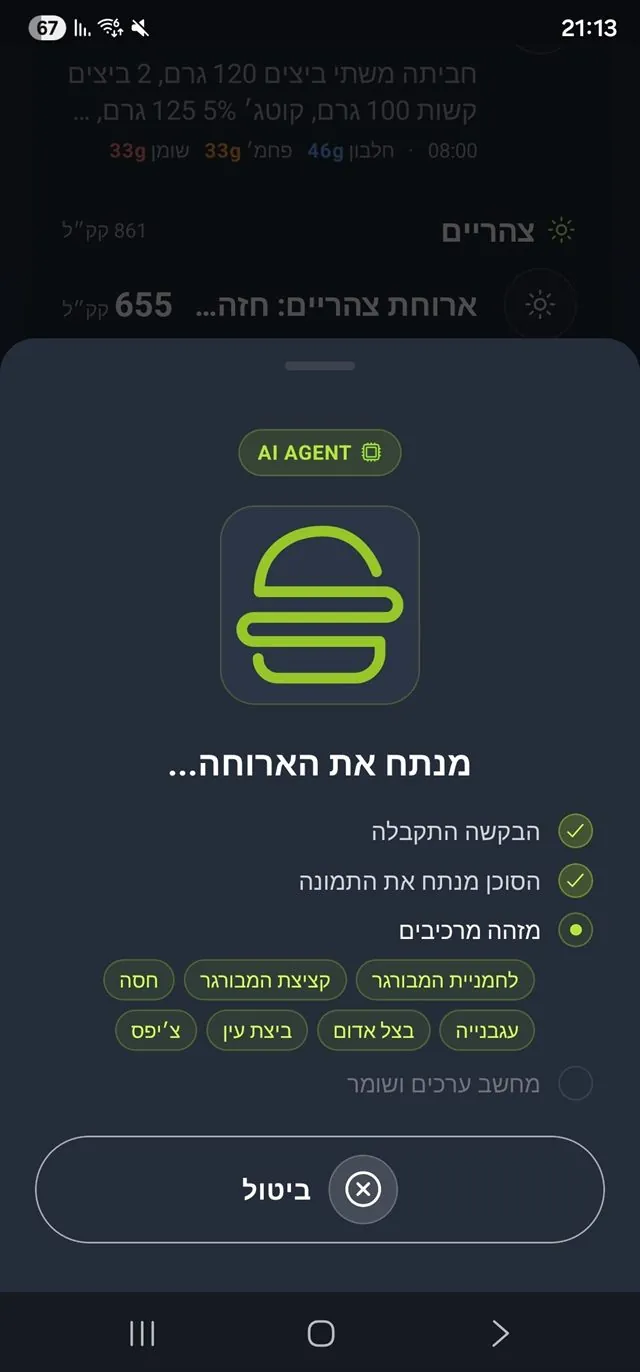 67
21:13
חביתה משתי ביצים 120 גרם, 2 ביצים
קשות 100 גרם, קוטג׳ 5% 125 גרם, ...
08:00 · חלבון 46g פחמ׳ 33g שומן 33g
צהריים 861 קק״ל
ארוחת צהריים: חזה... 655 קק״ל
AI AGENT
מנתח את הארוחה...
הבקשה התקבלה
הסוכן מנתח את התמונה
מזהה מרכיבים
לחמניית המבורגר קציצת המבורגר חסה
עגבנייה בצל אדום ביצת עין צ׳יפס
מחשב ערכים ושומר
ביטול